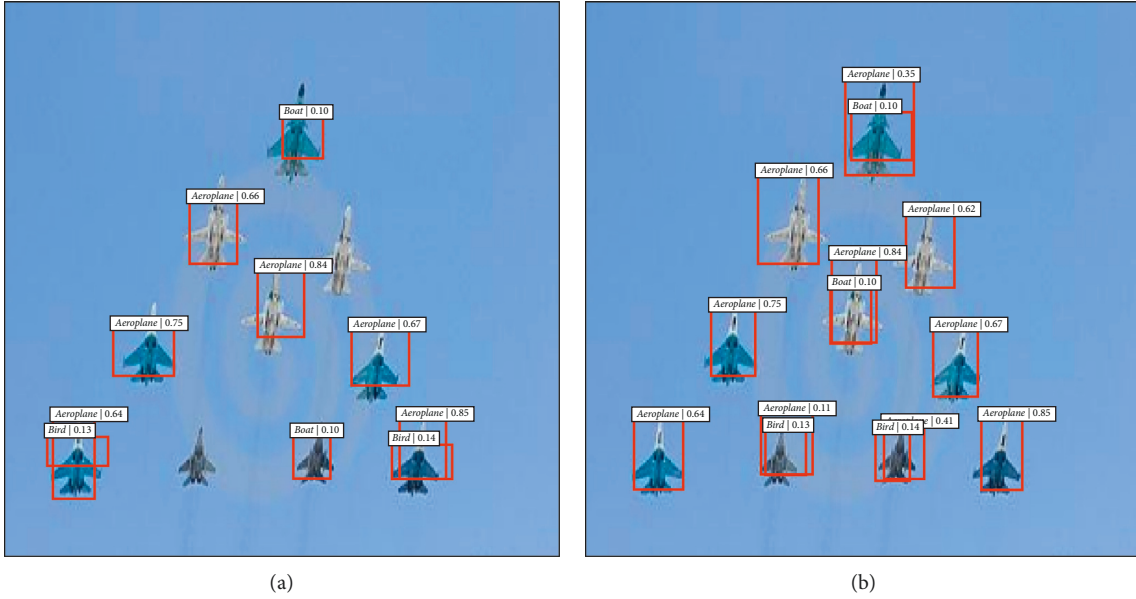 Boat | 0.10
Aeroplane | 0.66
Aeroplane | 0.84
Aeroplane | 0.75
Aeroplane | 0.67
Aeroplane | 0.64
Bird | 0.13
Boat | 0.10
Aeroplane | 0.85
Bird | 0.14
(a)
Aeroplane | 0.35
Boat | 0.10
Aeroplane | 0.66
Aeroplane | 0.62
Aeroplane | 0.84
Boat | 0.10
Aeroplane | 0.75
Aeroplane | 0.67
Aeroplane | 0.64
Aeroplane | 0.11
Bird | 0.13
Aeroplane | 0.41
Bird | 0.14
Aeroplane | 0.85
(b)